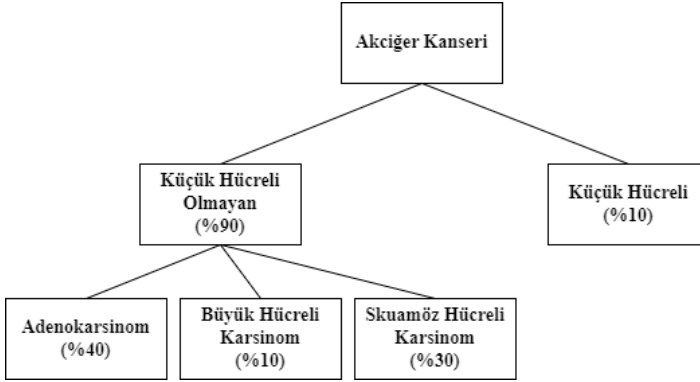 Akciğer Kanseri
Küçük Hücreli
Olmayan
(%90)
Küçük Hücreli
(%10)
Adenokarsinom
(%40)
Büyük Hücreli
Karsinom
(%10)
Skuamöz Hücreli
Karsinom
(%30)